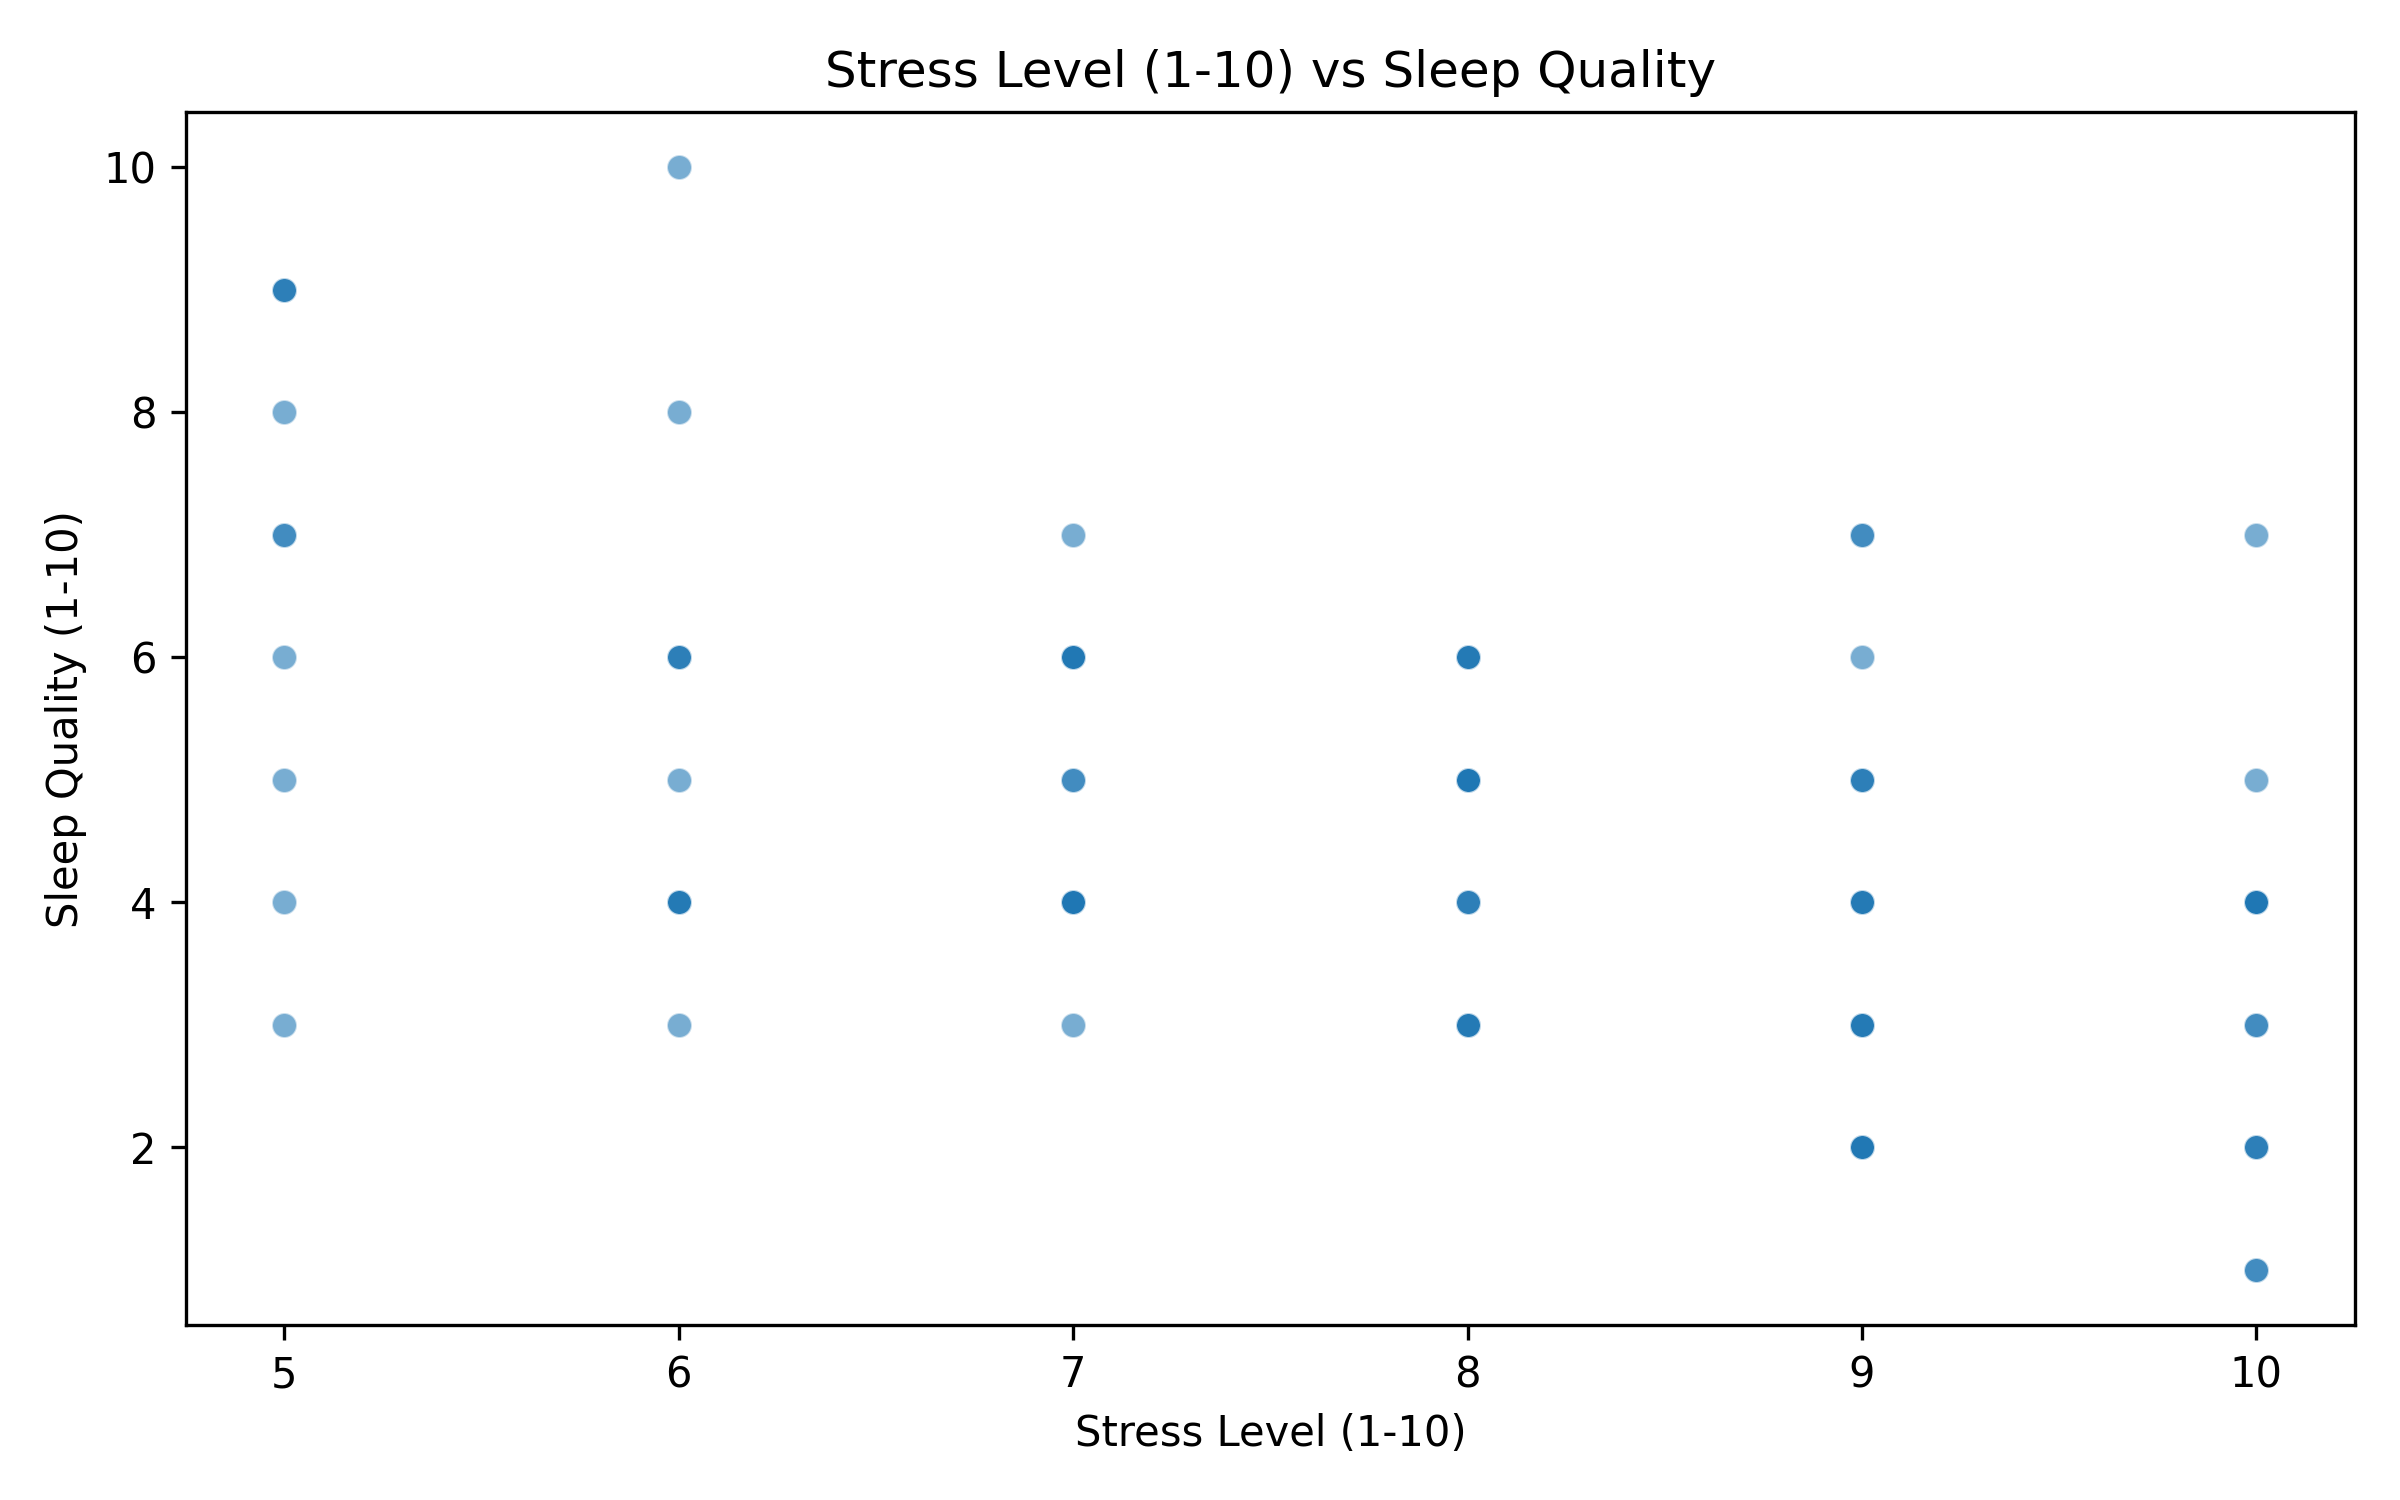 Stress Level (1-10) vs Sleep Quality
Sleep Quality (1-10)
10
8
6
4
2
5 6 7 8 9 10
Stress Level (1-10)